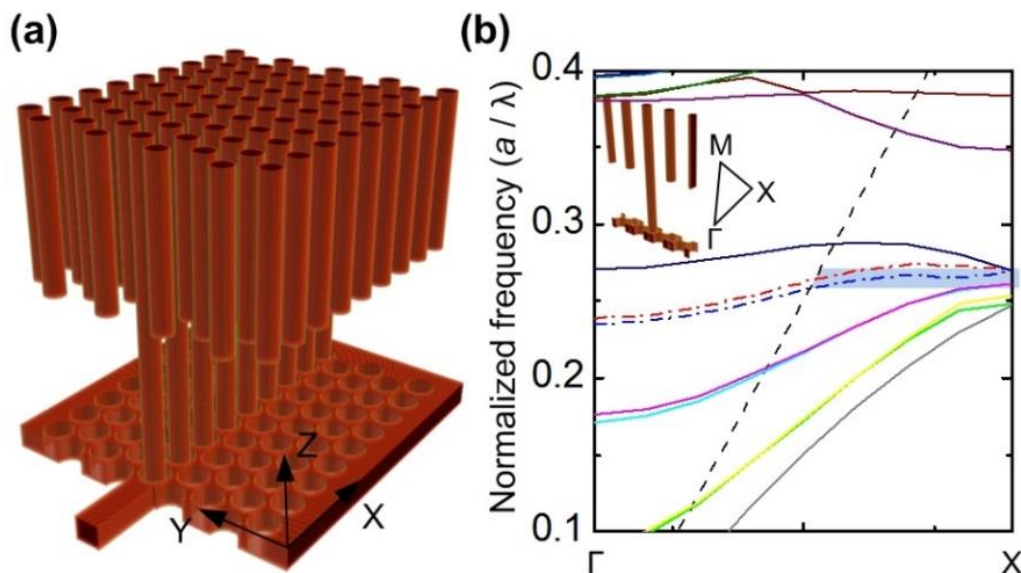 (a)
Z
Y
X
(b)
Normalized frequency (a / λ)
0.4
0.3
0.2
0.1
M
X
Γ
Γ
X